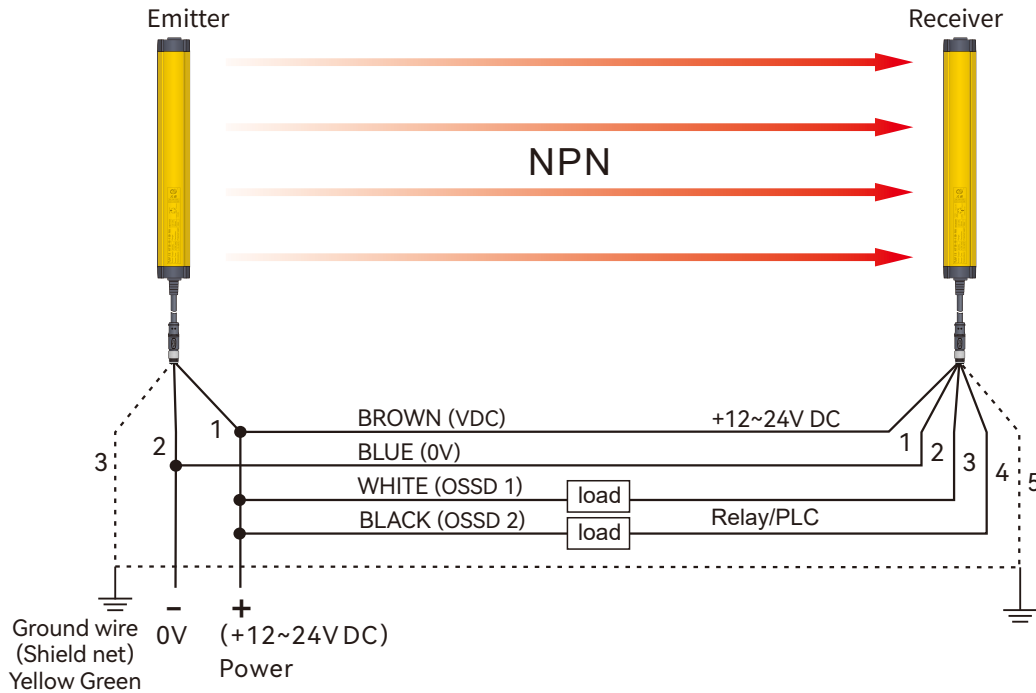 Emitter
Receiver
NPN
1
BROWN (VDC)
+12~24V DC
1
2
BLUE (0V)
2
3
3
WHITE (OSSD 1)
load
4
5
BLACK (OSSD 2)
load
Relay/PLC
Ground wire
(Shield net)
Yellow Green
-
0V
+
(+12~24V DC)
Power